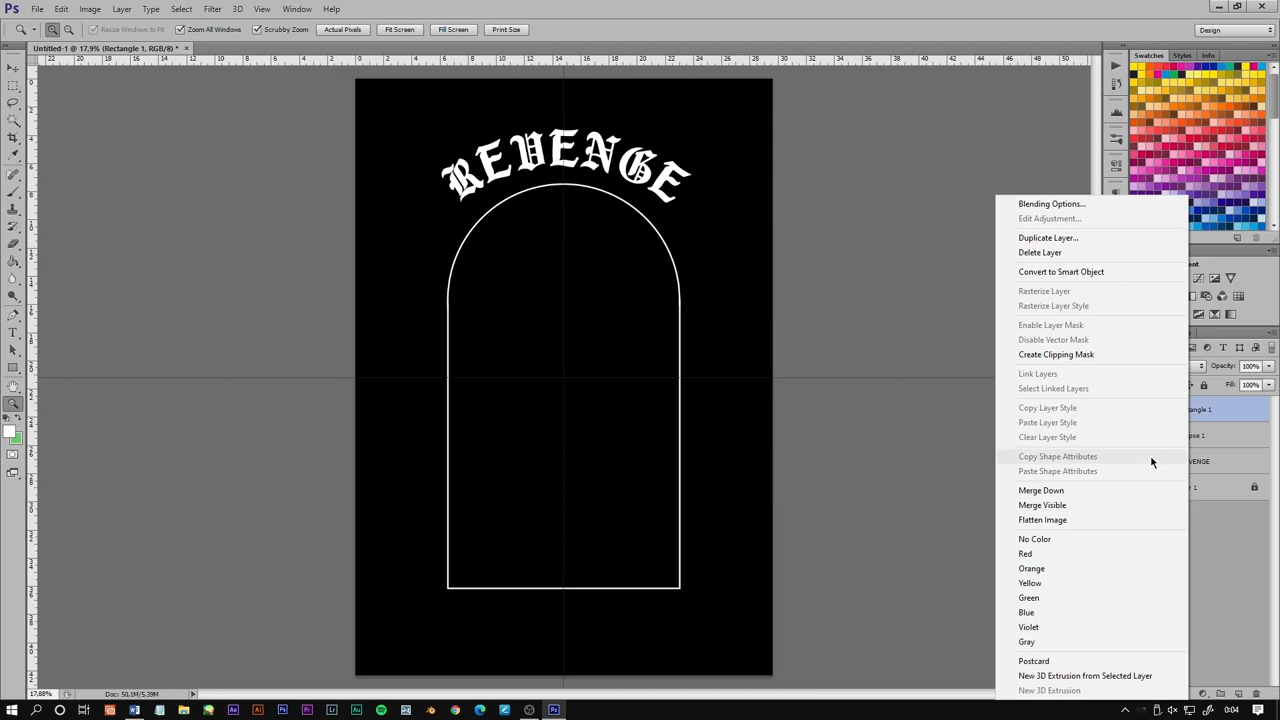 Ps File Edit Image Layer Type Select Filter 3D View Window Help
Resize Windows to Fit Zoom All Windows Scrubby Zoom Actual Pixels Fit Screen Fill Screen Print Size Design
Untitled-1 @ 17,9% (Rectangle 1, RGB/8) * ×
Swatches Styles Info
REVENGE
Blending Options...
Edit Adjustment...
Duplicate Layer...
Delete Layer
Convert to Smart Object
Rasterize Layer
Rasterize Layer Style
Enable Layer Mask
Disable Vector Mask
Create Clipping Mask
Link Layers
Select Linked Layers
Copy Layer Style
Paste Layer Style
Clear Layer Style
Copy Shape Attributes
Paste Shape Attributes
Merge Down
Merge Visible
Flatten Image
No Color
Red
Orange
Yellow
Green
Blue
Violet
Gray
Postcard
New 3D Extrusion from Selected Layer
New 3D Extrusion
Opacity: 100%
Fill: 100%
17,88% Doc: 50,1M/5,39M
0:04